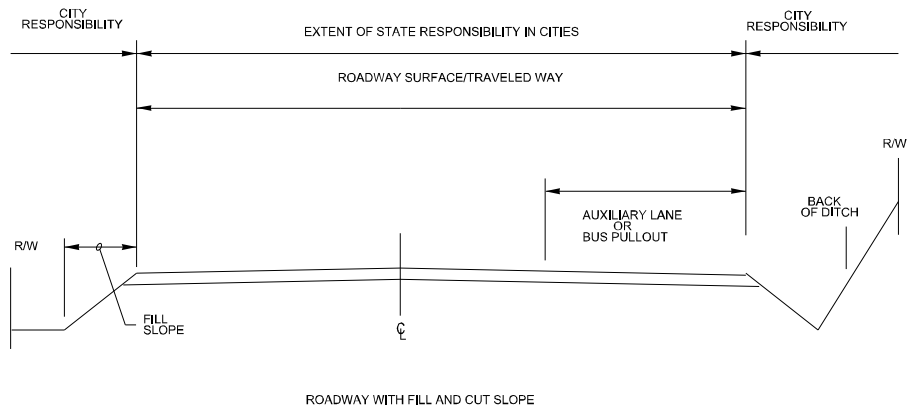 CITY
RESPONSIBILITY
EXTENT OF STATE RESPONSIBILITY IN CITIES
CITY
RESPONSIBILITY
ROADWAY SURFACE/TRAVELED WAY
R/W
AUXILIARY LANE
OR
BUS PULLOUT
BACK
OF DITCH
R/W
FILL
SLOPE
℄
ROADWAY WITH FILL AND CUT SLOPE